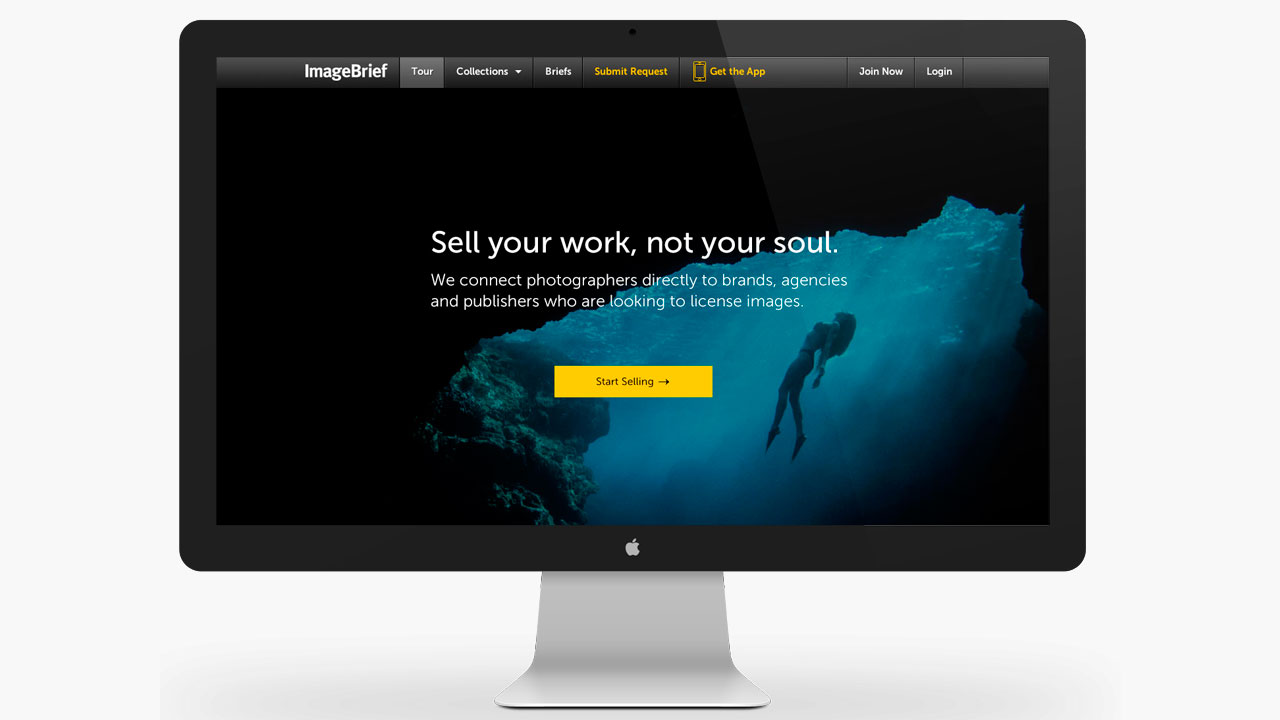 ImageBrief
Tour
Collections
Briefs
Submit Request
Get the App
Join Now
Login
Sell your work, not your soul.
We connect photographers directly to brands, agencies
and publishers who are looking to license images.
Start Selling →